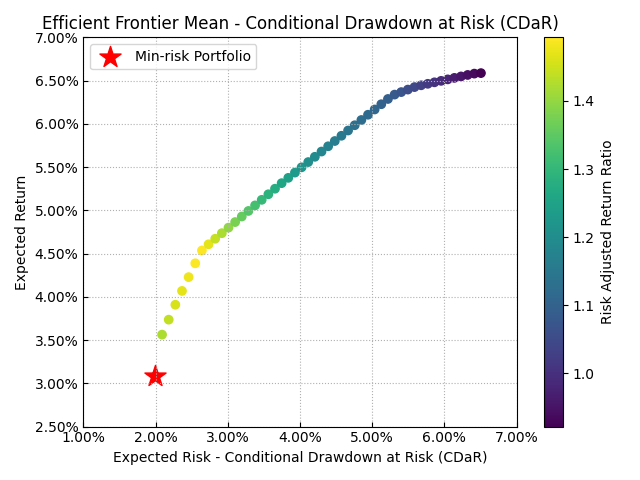 Efficient Frontier Mean - Conditional Drawdown at Risk (CDaR)
7.00%
6.50%
6.00%
5.50%
5.00%
4.50%
4.00%
3.50%
3.00%
2.50%
Expected Return
Min-risk Portfolio
1.00% 2.00% 3.00% 4.00% 5.00% 6.00% 7.00%
Expected Risk - Conditional Drawdown at Risk (CDaR)
1.4
1.3
1.2
1.1
1.0
Risk Adjusted Return Ratio